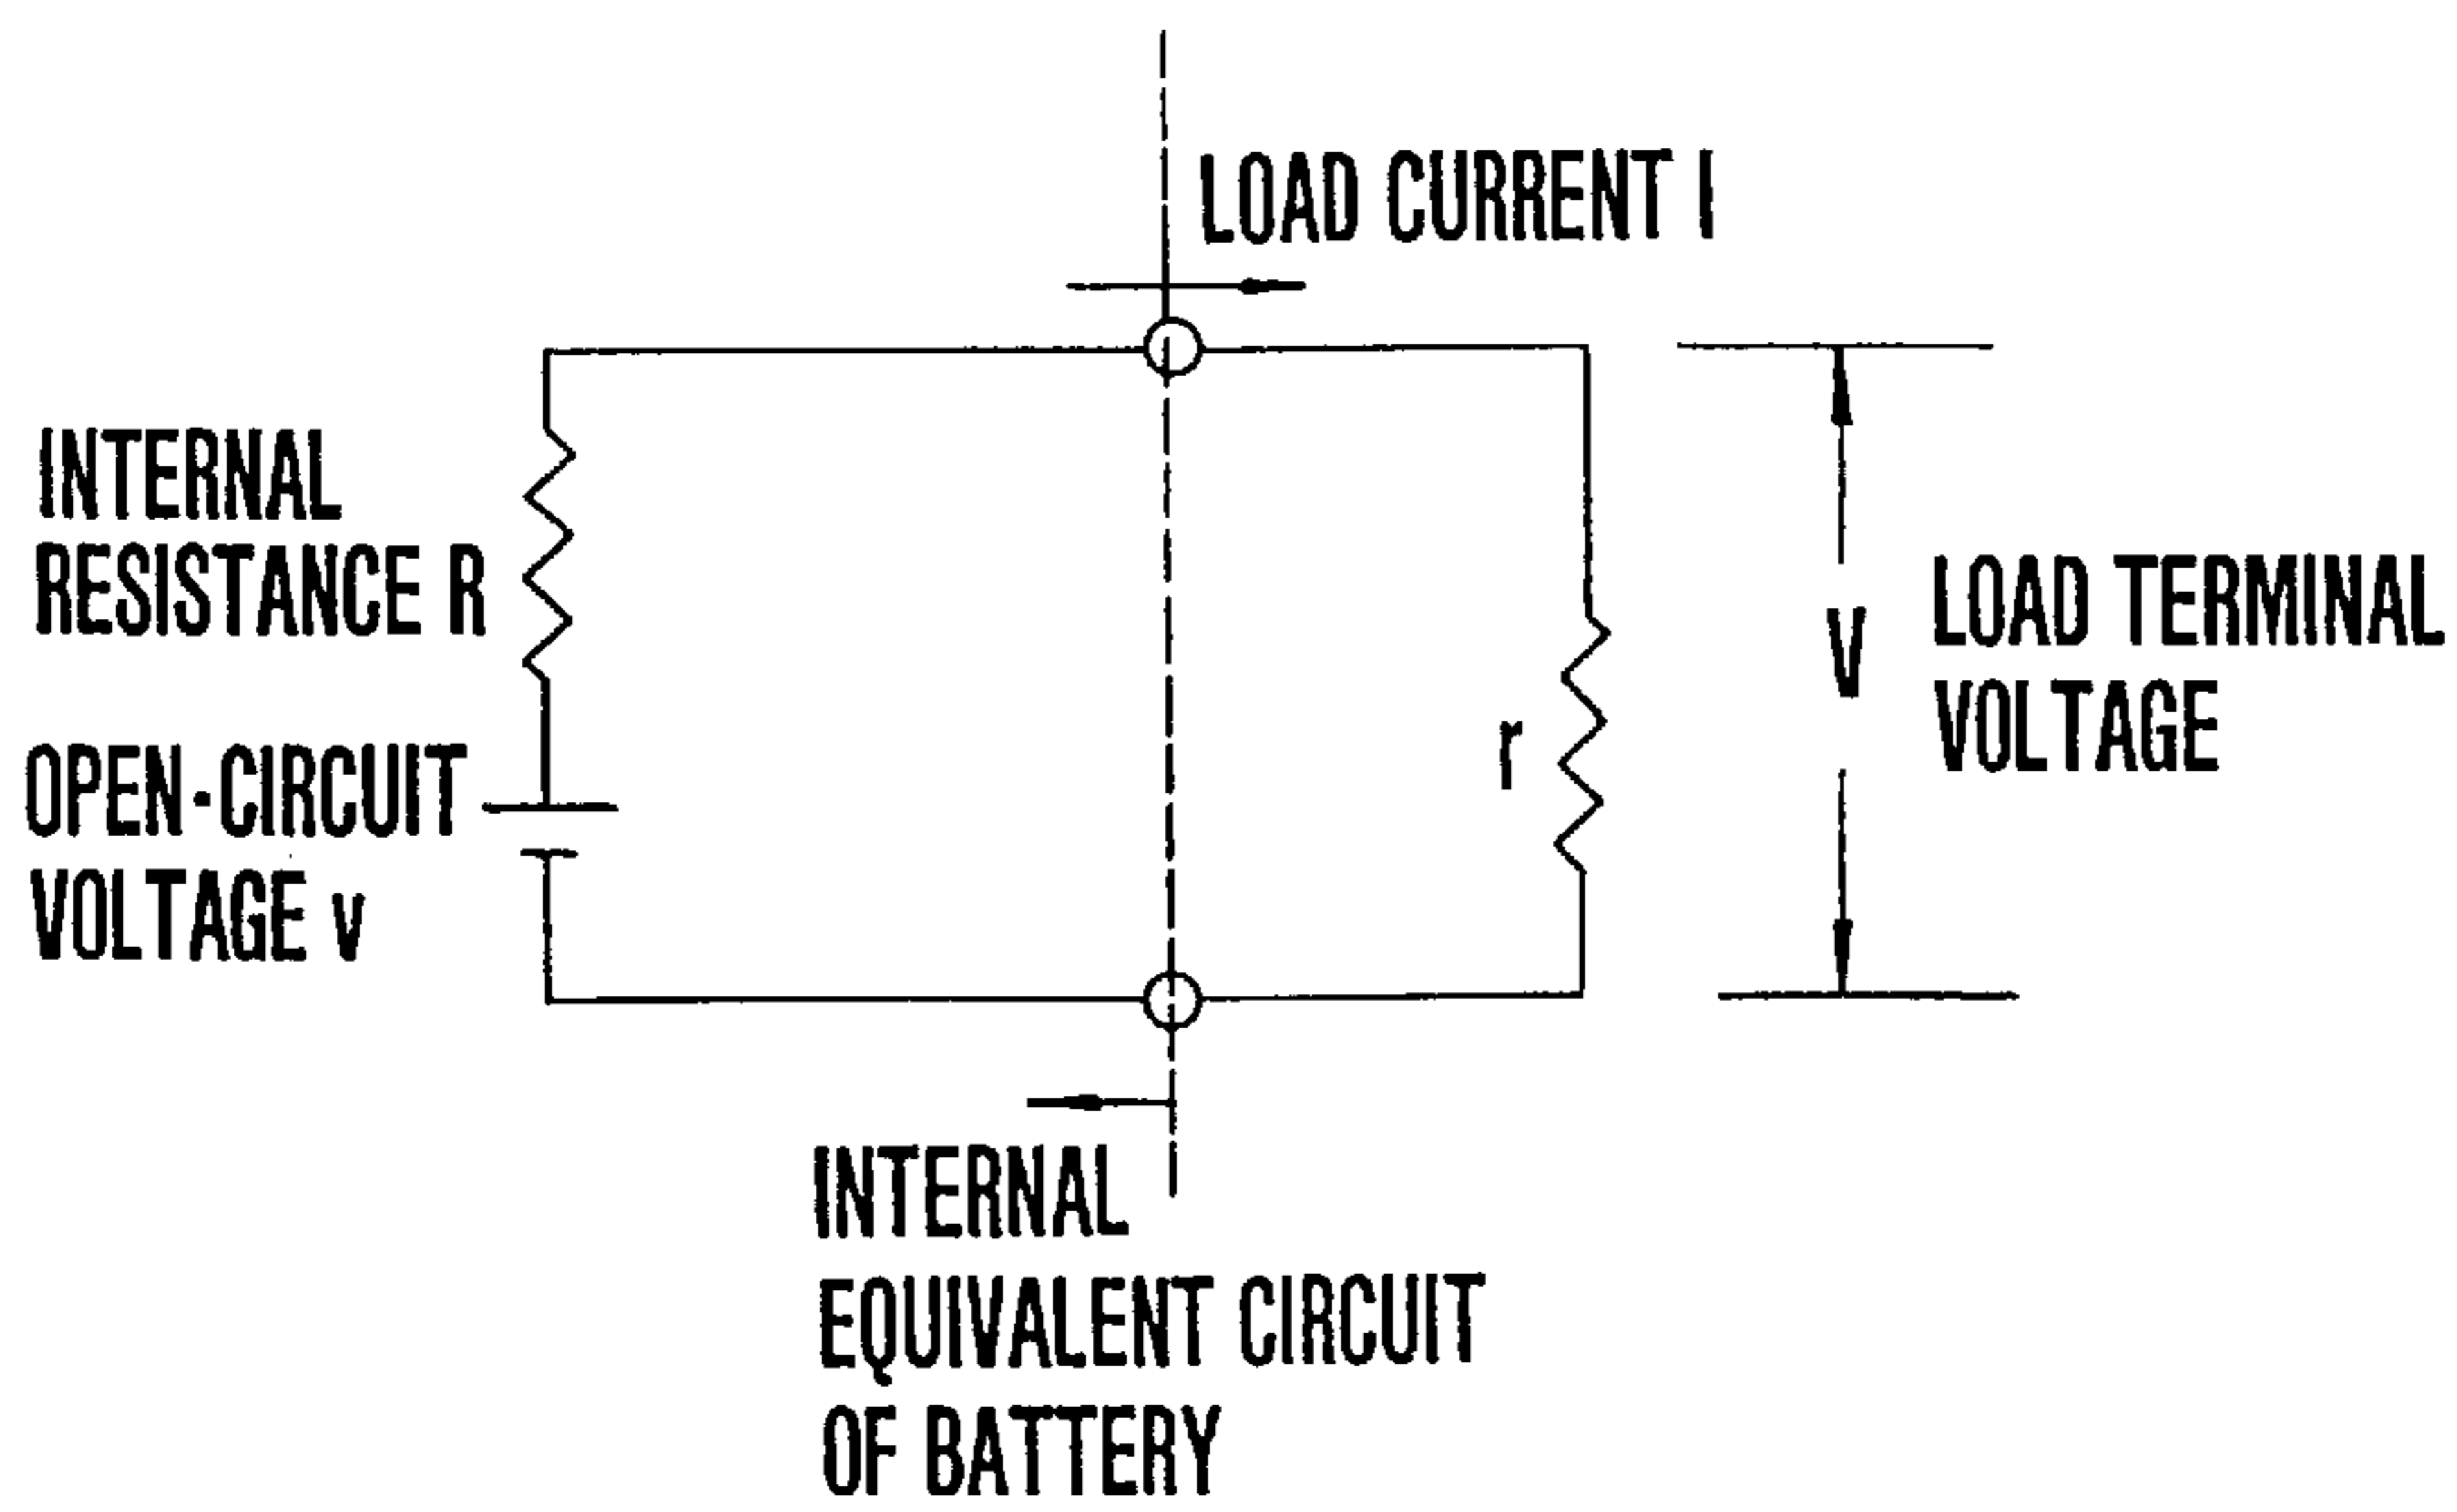 LOAD CURRENT I
INTERNAL
RESISTANCE R
OPEN-CIRCUIT
VOLTAGE v
r
V
LOAD TERMINAL
VOLTAGE
INTERNAL
EQUIVALENT CIRCUIT
OF BATTERY